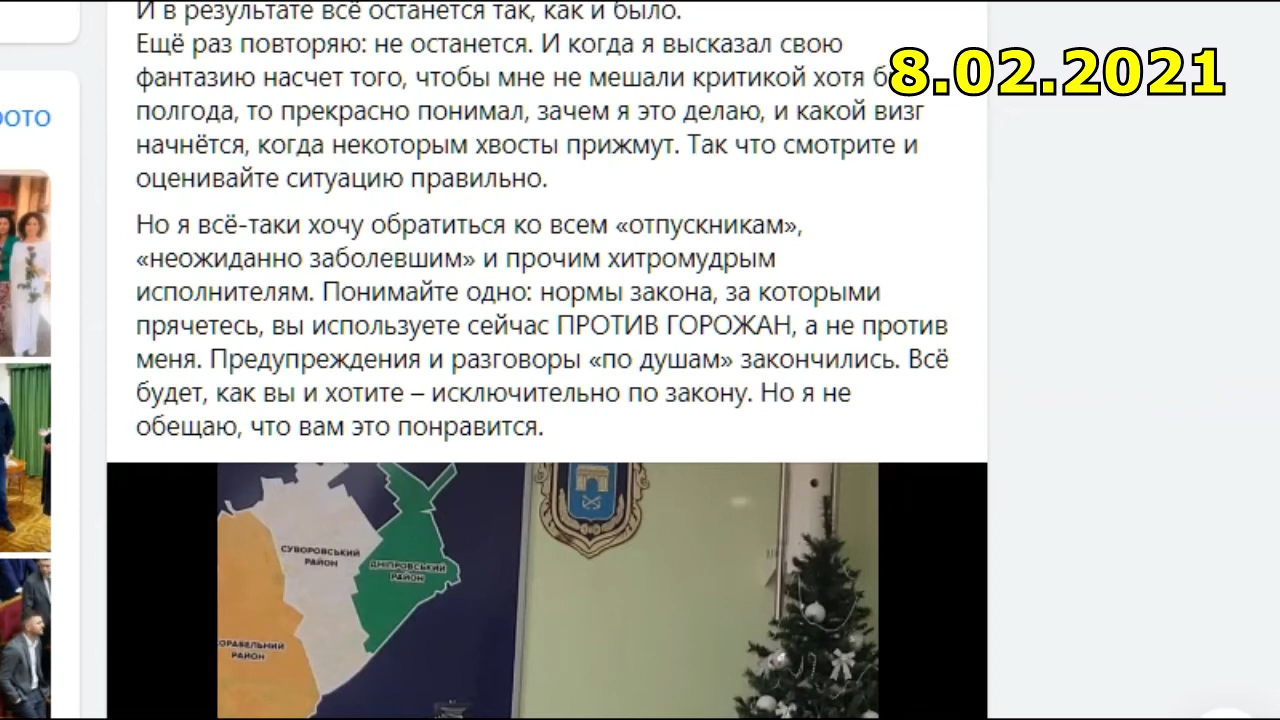 И в результате всё останется так, как и было.
Ещё раз повторяю: не останется. И когда я высказал свою
фантазию насчет того, чтобы мне не мешали критикой хотя
8.02.2021
полгода, то прекрасно понимал, зачем я это делаю, и какой визг
начнётся, когда некоторым хвосты прижмут. Так что смотрите и
оценивайте ситуацию правильно.
Но я всё-таки хочу обратиться ко всем «отпускникам»,
«неожиданно заболевшим» и прочим хитромудрым
исполнителям. Понимайте одно: нормы закона, за которыми
прячетесь, вы используете сейчас ПРОТИВ ГОРОЖАН, а не против
меня. Предупреждения и разговоры «по душам» закончились. Всё
будет, как вы и хотите – исключительно по закону. Но я не
обещаю, что вам это понравится.
СУВОРОВСЬКИЙ
РАЙОН
ДНІПРОВСЬКИЙ
РАЙОН
РАЙОН